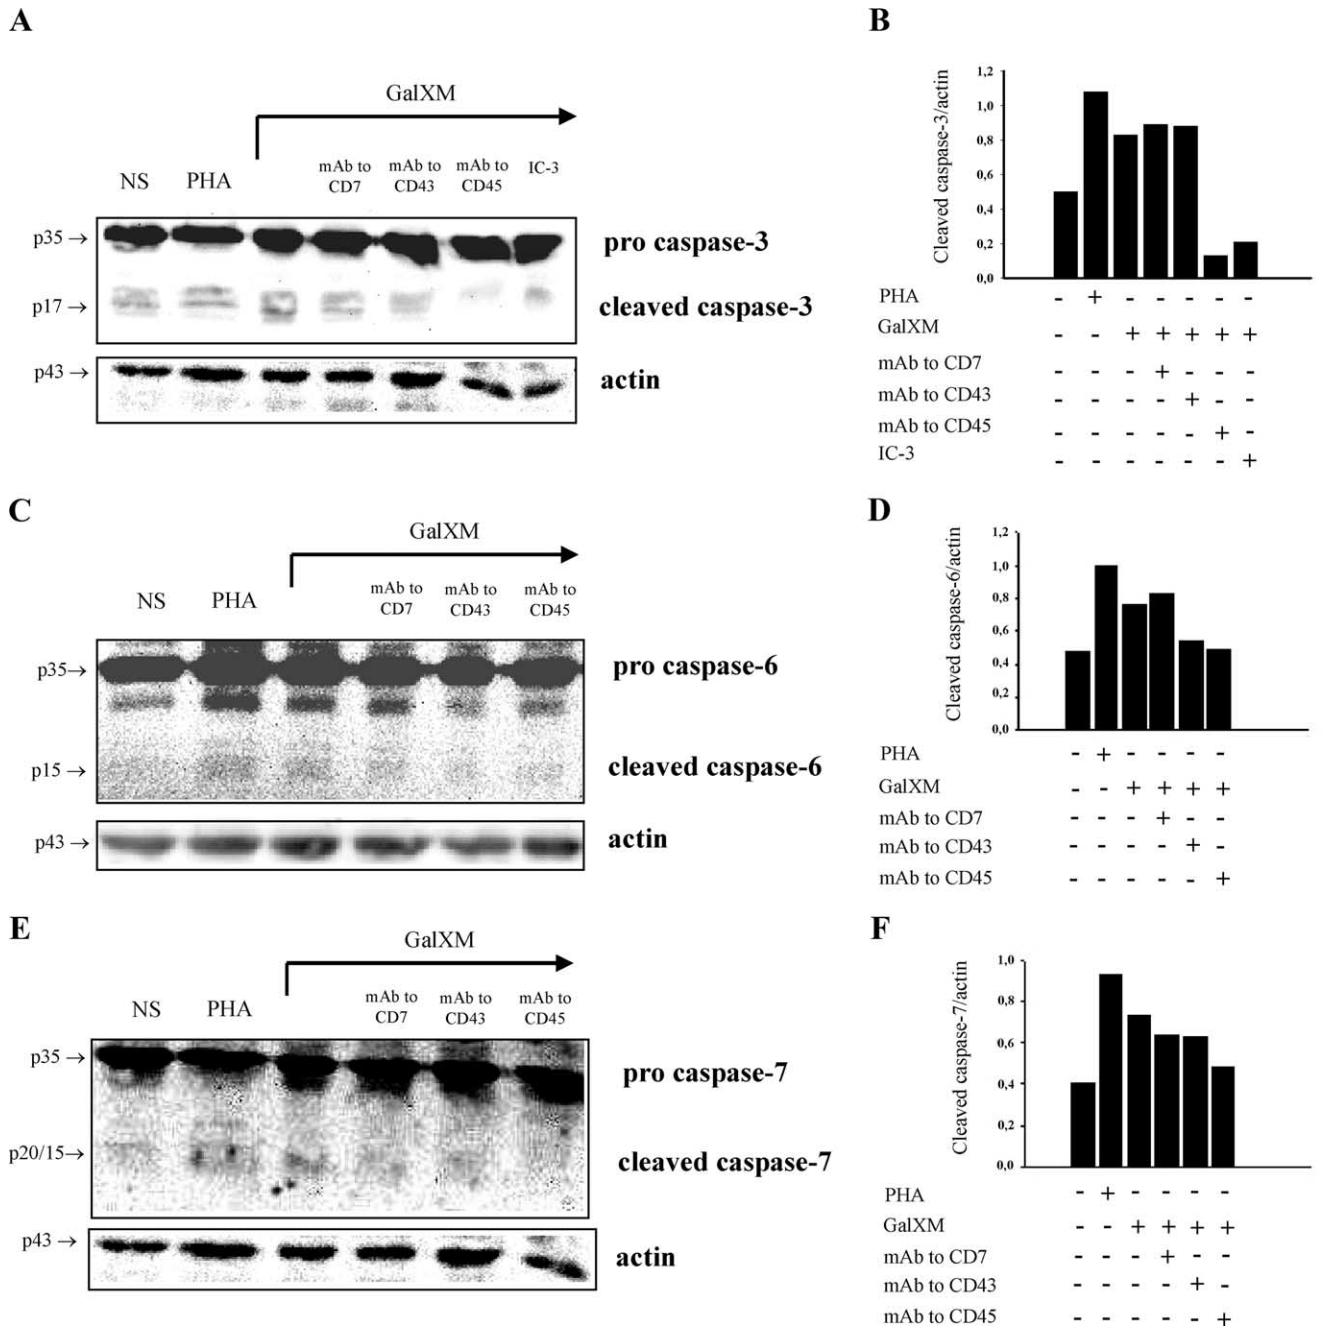 A
GalXM
NS PHA mAb to CD7 mAb to CD43 mAb to CD45 IC-3
p35 → pro caspase-3
p17 → cleaved caspase-3
p43 → actin
B
Cleaved caspase-3/actin
1,2
1,0
0,8
0,6
0,4
0,2
0,0
PHA - + - - - - -
GalXM - - + + + + +
mAb to CD7 - - - + - - -
mAb to CD43 - - - - + - -
mAb to CD45 - - - - - + -
IC-3 - - - - - - +
C
GalXM
NS PHA mAb to CD7 mAb to CD43 mAb to CD45
p35 → pro caspase-6
p15 → cleaved caspase-6
p43 → actin
D
Cleaved caspase-6/actin
1,2
1,0
0,8
0,6
0,4
0,2
0,0
PHA - + - - - -
GalXM - - + + + +
mAb to CD7 - - - + - -
mAb to CD43 - - - - + -
mAb to CD45 - - - - - +
E
GalXM
NS PHA mAb to CD7 mAb to CD43 mAb to CD45
p35 → pro caspase-7
p20/15→ cleaved caspase-7
p43 → actin
F
Cleaved caspase-7/actin
1,0
0,8
0,6
0,4
0,2
0,0
PHA - + - - - -
GalXM - - + + + +
mAb to CD7 - - - + - -
mAb to CD43 - - - - + -
mAb to CD45 - - - - - +